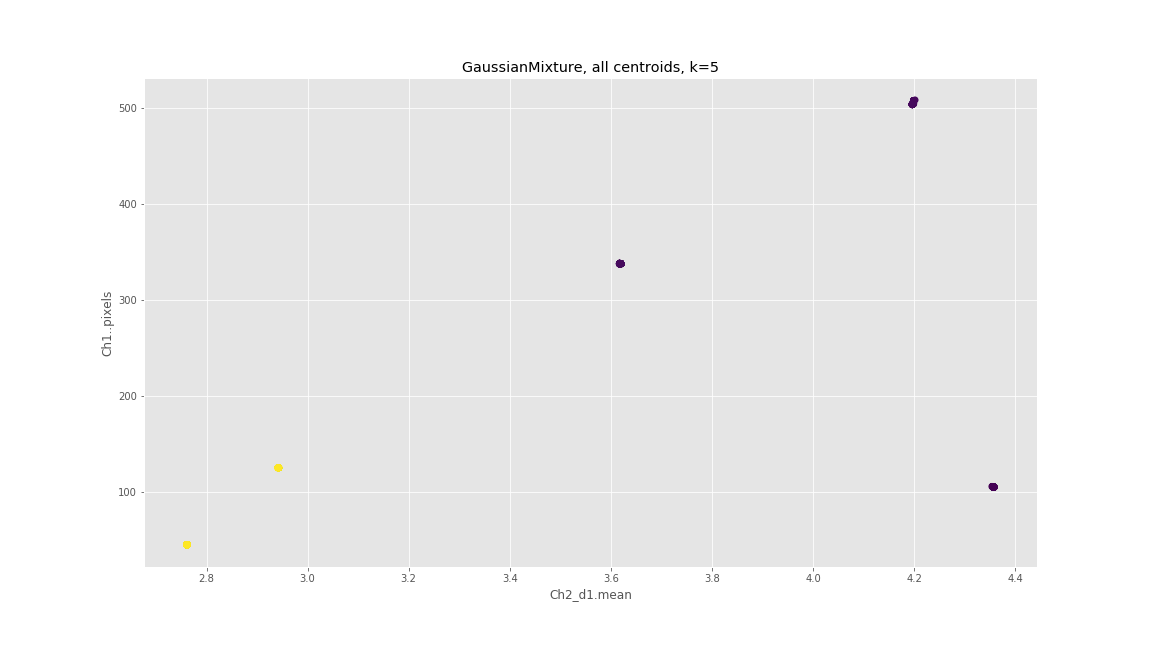 GaussianMixture, all centroids, k=5
500
400
300
200
100
Ch1..pixels
2.8 3.0 3.2 3.4 3.6 3.8 4.0 4.2 4.4
Ch2_d1.mean